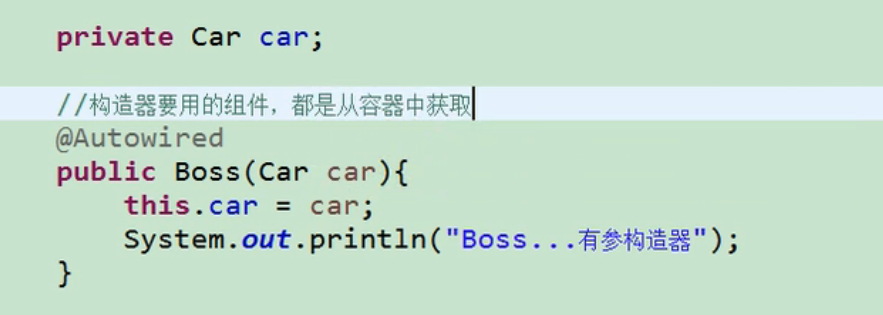 private Car car;
//构造器要用的组件，都是从容器中获取
@Autowired
public Boss(Car car){
this.car = car;
System.out.println("Boss...有参构造器");
}